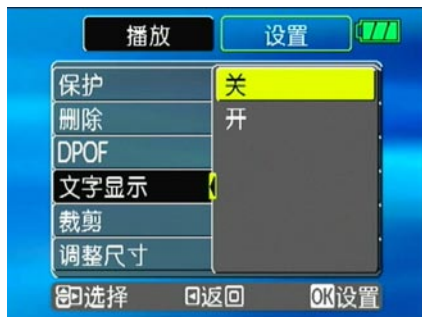 播放 设置
保护 关
删除 开
DPOF
文字显示
裁剪
调整尺寸
选择 返回 OK设置